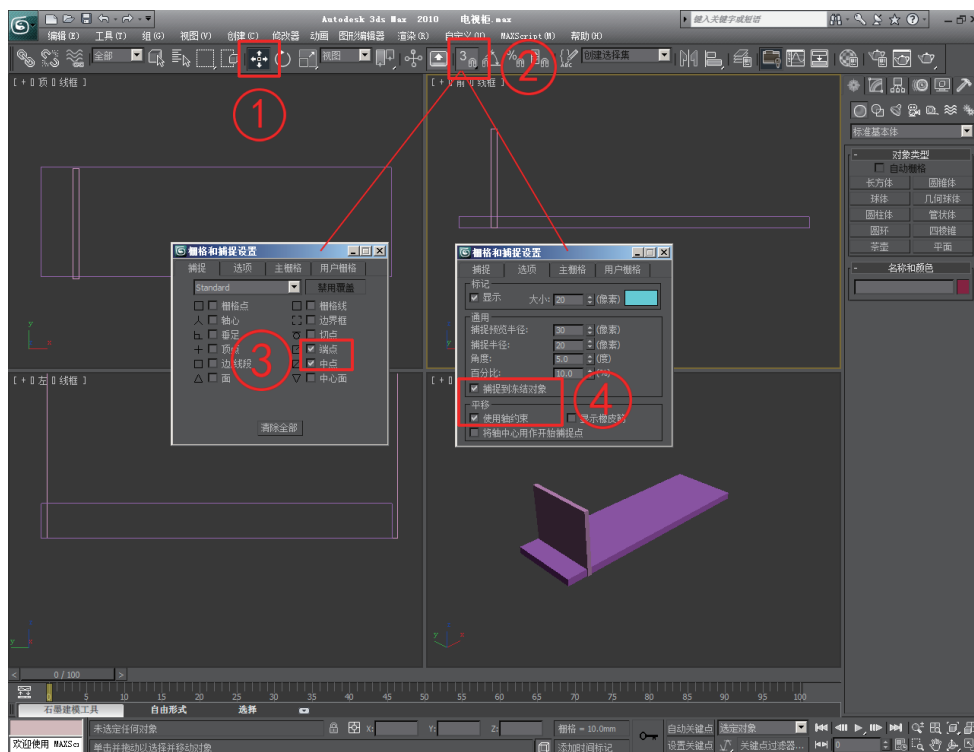 Autodesk 3ds Max 2010 电视柜.max
键入关键字或短语
编辑(E) 工具(T) 组(G) 视图(V) 创建(C) 修改器 动画 图形编辑器 渲染(R) 自定义(U) MAXScript(M) 帮助(H)
全部 视图 3 % 创建选择集
① ②
[ + 0 顶 0 线框 ]
[ + 0 前 0 线框 ]
标准基本体
- 对象类型
自动栅格
长方体 圆锥体
球体 几何球体
圆柱体 管状体
圆环 四棱锥
茶壶 平面
- 名称和颜色
栅格和捕捉设置
捕捉 选项 主栅格 用户栅格
Standard 禁用覆盖
栅格点 栅格线
轴心 边界框
垂足 切点
顶点 端点
边/线段 中点
面 中心面
③
清除全部
栅格和捕捉设置
捕捉 选项 主栅格 用户栅格
标记
显示 大小: 20 (像素)
通用
捕捉预览半径: 30 (像素)
捕捉半径: 20 (像素)
角度: 5.0 (度)
百分比: 10.0 (%)
捕捉到冻结对象
④
平移
使用轴约束 显示橡皮筋
将轴中心用作开始捕捉点
[ + 0 左 0 线框 ]
y x
0 / 100
0 5 10 15 20 25 30 35 40 45 50 55 60 65 70 75 80 85 90 95 100
石墨建模工具 自由形式 选择
未选定任何对象 X: Y: Z: 栅格 = 10.0mm 自动关键点 选定对象
欢迎使用 MAXSc 单击并拖动以选择并移动对象 添加时间标记 设置关键点 关键点过滤器... 0